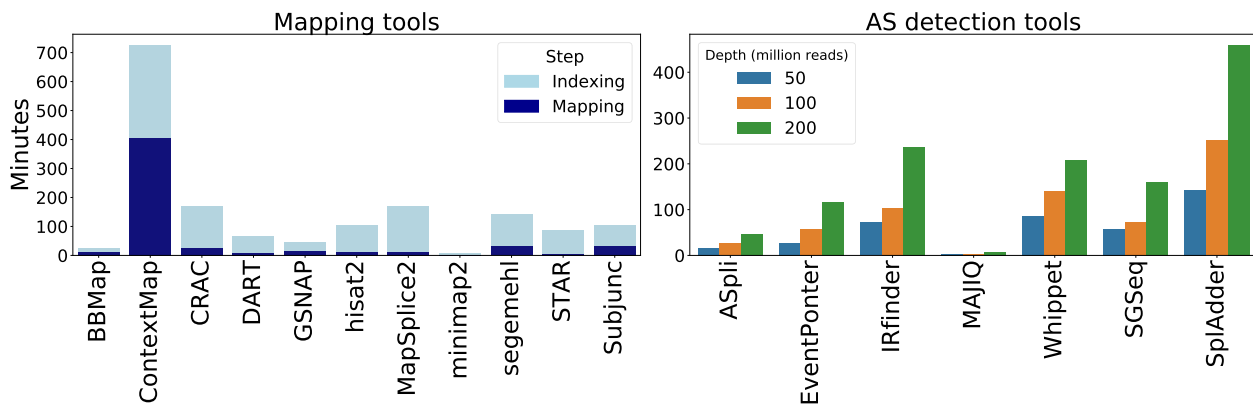 Mapping tools
Minutes
700
600
500
400
300
200
100
0
Step
Indexing
Mapping
BBMap
ContextMap
CRAC
DART
GSNAP
hisat2
MapSplice2
minimap2
segemehl
STAR
Subjunc
AS detection tools
400
300
200
100
0
Depth (million reads)
50
100
200
ASpli
EventPonter
IRfinder
MAJIQ
Whippet
SGSeq
SplAdder